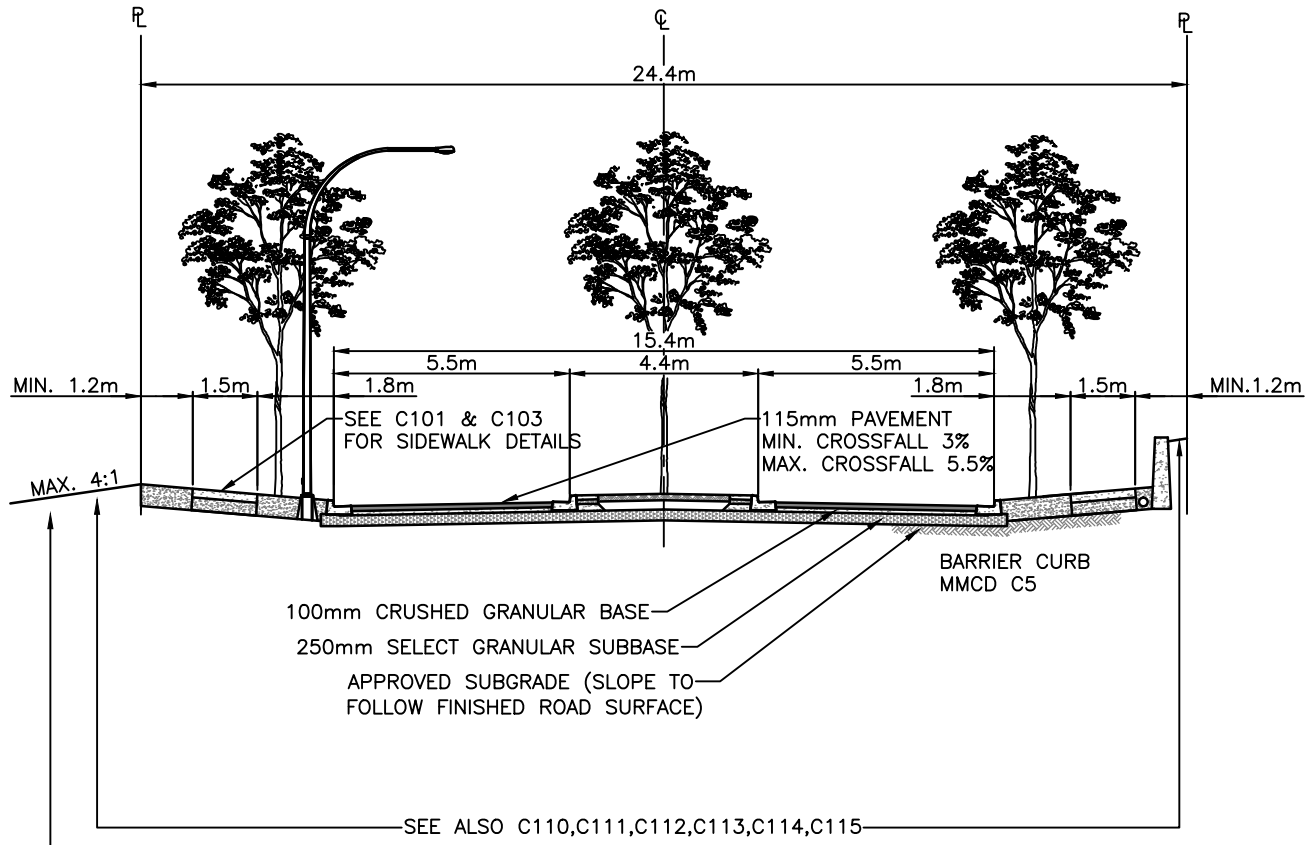 PL
CL
PL
24.4m
15.4m
5.5m
4.4m
5.5m
MIN. 1.2m
1.5m
1.8m
1.8m
1.5m
MIN.1.2m
SEE C101 & C103
FOR SIDEWALK DETAILS
115mm PAVEMENT
MIN. CROSSFALL 3%
MAX. CROSSFALL 5.5%
MAX. 4:1
BARRIER CURB
MMCD C5
100mm CRUSHED GRANULAR BASE
250mm SELECT GRANULAR SUBBASE
APPROVED SUBGRADE (SLOPE TO
FOLLOW FINISHED ROAD SURFACE)
SEE ALSO C110,C111,C112,C113,C114,C115